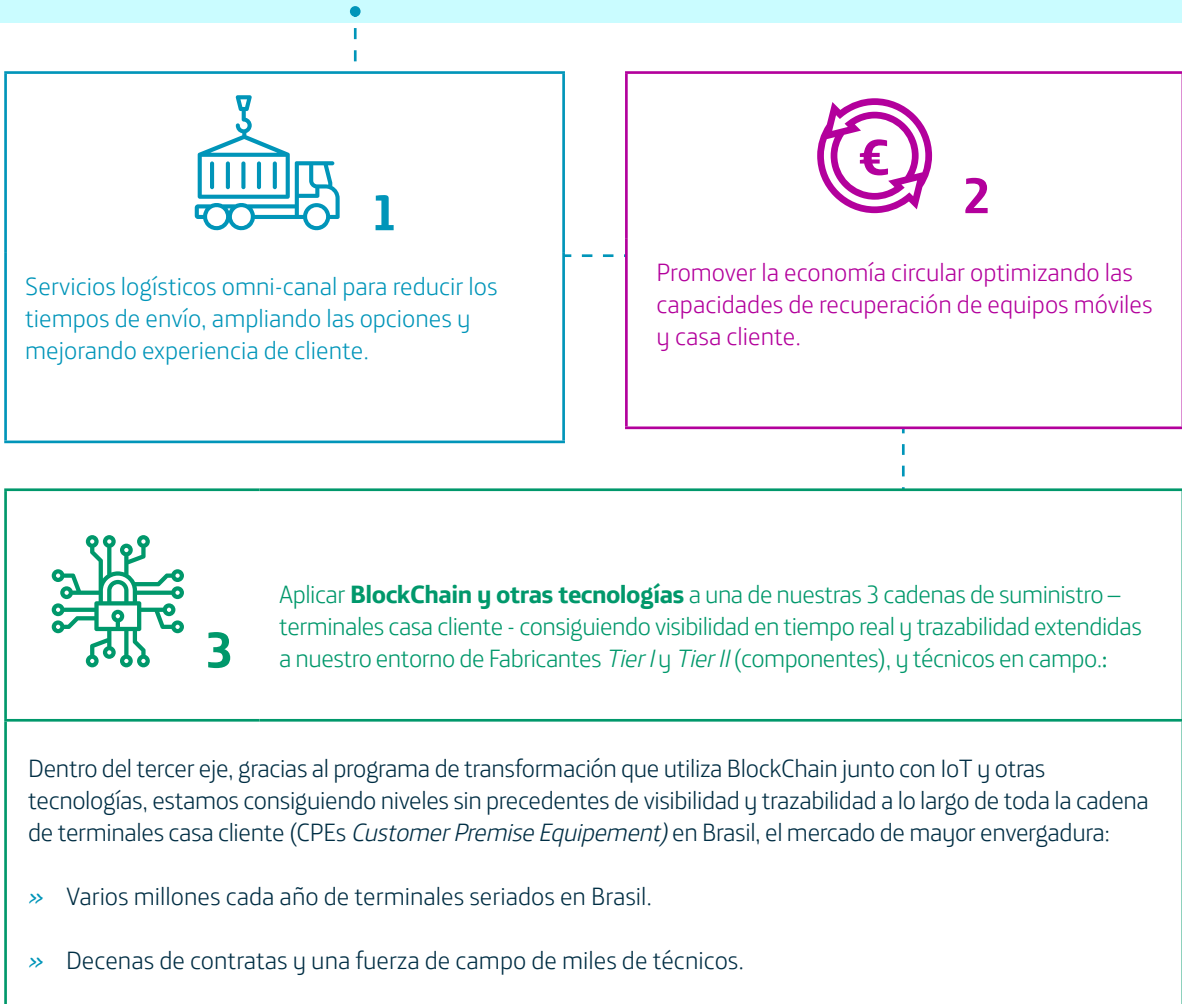 1
Servicios logísticos omni-canal para reducir los
tiempos de envío, ampliando las opciones y
mejorando experiencia de cliente.
€
2
Promover la economía circular optimizando las
capacidades de recuperación de equipos móviles
y casa cliente.
3
Aplicar BlockChain y otras tecnologías a una de nuestras 3 cadenas de suministro –
terminales casa cliente - consiguiendo visibilidad en tiempo real y trazabilidad extendidas
a nuestro entorno de Fabricantes Tier I y Tier II (componentes), y técnicos en campo.:
Dentro del tercer eje, gracias al programa de transformación que utiliza BlockChain junto con IoT y otras
tecnologías, estamos consiguiendo niveles sin precedentes de visibilidad y trazabilidad a lo largo de toda la cadena
de terminales casa cliente (CPEs Customer Premise Equipement) en Brasil, el mercado de mayor envergadura:
» Varios millones cada año de terminales seriados en Brasil.
» Decenas de contratas y una fuerza de campo de miles de técnicos.